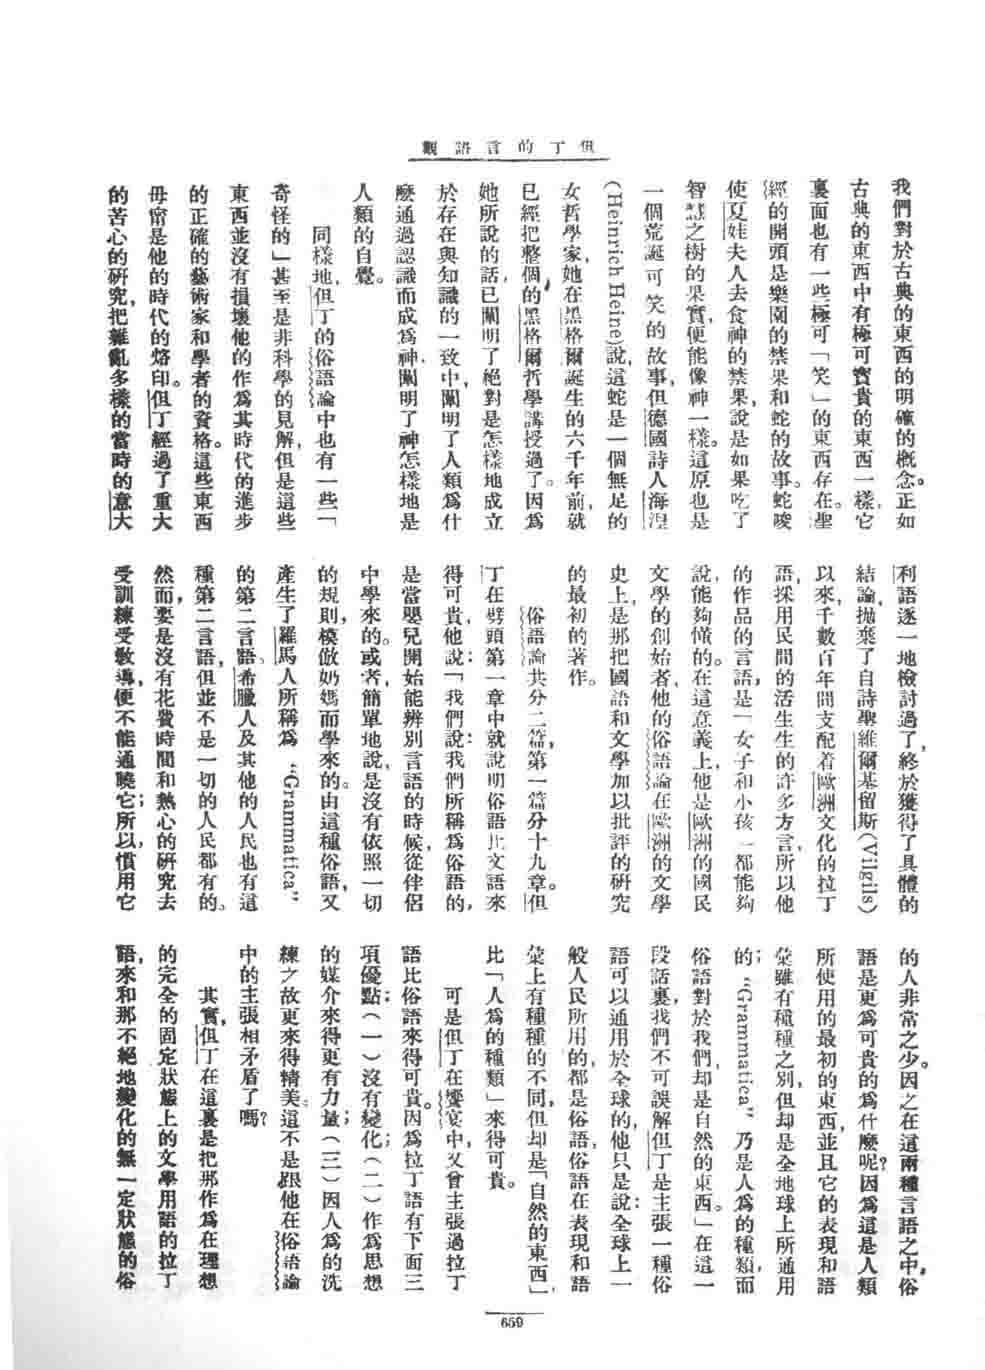 但丁的言語觀
我們對於古典的東西的明確的概念。正如
古典的東西中有極可寶貴的東西一樣，它
裏面也有一些極可「笑」的東西存在。聖
經的開頭是樂園的禁果和蛇的故事。蛇唆
使夏娃夫人去食神的禁果，說是如果吃了
智慧之樹的果實，便能像神一樣。這原也是
一個荒誕可笑的故事，但德國詩人海涅
(Heinrich Heine)說，這蛇是一個無足的
女哲學家，她在黑格爾誕生的六千年前，就
已經把整個的黑格爾哲學講授過了。因爲
她所說的話，已闡明了絕對是怎樣地成立
於存在與知識的一致中，闡明了人類爲什
麼通過認識而成爲神，闡明了神怎樣地是
人類的自覺。
同樣地，但丁的俗語論中也有一些「
奇怪的」甚至是非科學的見解，但是這些
東西並沒有損壞他的作爲其時代的進步
的正確的藝術家和學者的資格。這些東西
毋甯是他的時代的烙印。但丁經過了重大
的苦心的研究，把雜亂多樣的當時的意大
利語逐一地檢討過了，終於獲得了具體的
結論，拋棄了自詩聖維爾基留斯(Vilgils)
以來，千數百年間支配着歐洲文化的拉丁
語，採用民間的活生生的許多方言，所以他
的作品的言語，是「女子和小孩」都能夠
說，能夠懂的。在這意義上，他是歐洲的國民
文學的創始者，他的俗語論在歐洲的文學
史上，是那把國語和文學加以批評的研究
的最初的著作。
俗語論共分二篇，第一篇分十九章。但
丁在劈頭第一章中就說明俗語比文語來
得可貴，他說：「我們說：我們所稱爲俗語的，
是當嬰兒開始能辨別言語的時候，從伴侶
中學來的。或者，簡單地說，是沒有依照一切
的規則，模倣奶媽而學來的。由這種俗語，又
產生了羅馬人所稱爲 “Grammatica”
的第二言語。希臘人及其他的人民也有這
種第二言語，但並不是一切的人民都有的。
然而，要是沒有花費時間和熱心的研究去
受訓練受敎導，便不能通曉它；所以，慣用它
的人非常之少。因之在這兩種言語之中，俗
語是更爲可貴的。爲什麼呢？因爲這是人類
所使用的最初的東西，並且它的表現和語
彙雖有種種之別，但却是全地球上所通用
的；“Grammatica” 乃是人爲的種類，而
俗語對於我們，却是自然的東西。」在這一
段話裏，我們不可誤解但丁是主張一種俗
語可以通用於全球的，他只是說：全球上一
般人民所用的，都是俗語，俗語在表現和語
彙上有種種的不同，但却是「自然的東西」，
比「人爲的種類」來得可貴。
可是但丁在饗宴中，又曾主張過拉丁
語比俗語來得可貴。因爲拉丁語有下面三
項優點：（一）沒有變化；（二）作爲思想
的媒介來得更有力量；（三）因人爲的洗
練之故更來得精美。這不是跟他在俗語論
中的主張相矛盾了嗎？
其實，但丁在這裏是把那作爲在理想
的完全的固定狀態上的文學用語的拉丁
語，來和那不絕地變化的無一定狀態的俗
659